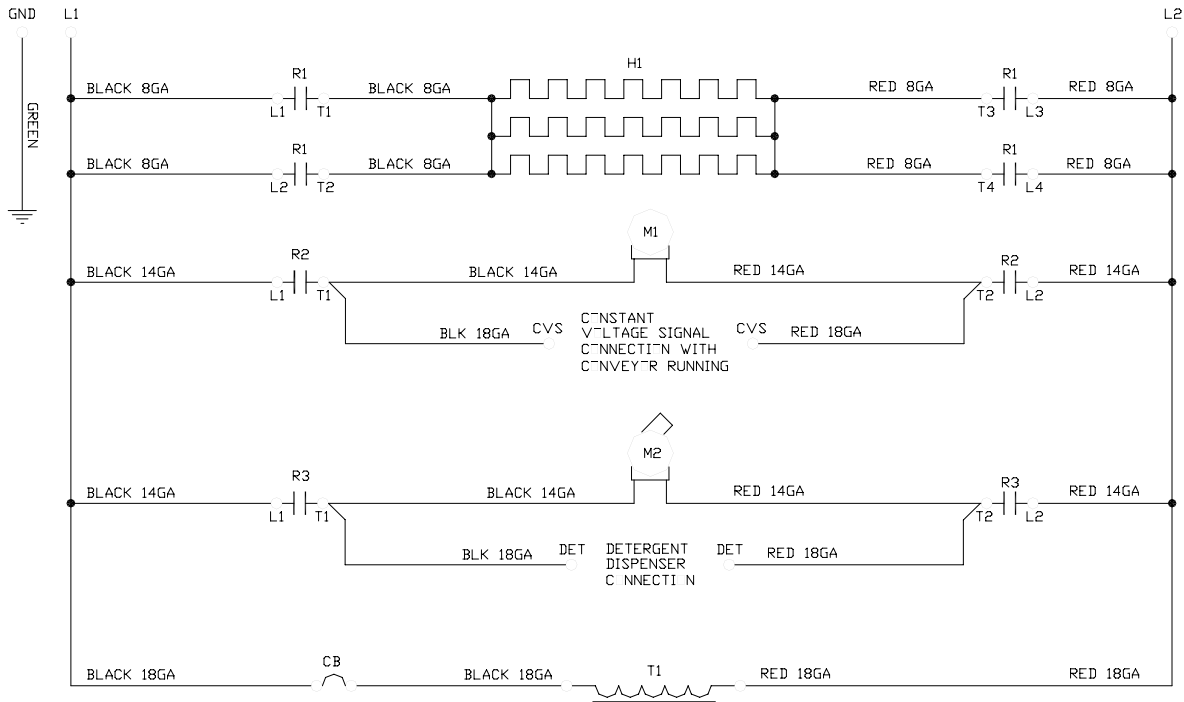 GND
L1
L2
GREEN
H1
BLACK 8GA
R1
L1
T1
BLACK 8GA
RED 8GA
R1
T3
L3
RED 8GA
BLACK 8GA
R1
L2
T2
BLACK 8GA
RED 8GA
R1
T4
L4
RED 8GA
M1
BLACK 14GA
R2
L1
T1
BLACK 14GA
RED 14GA
R2
T2
L2
RED 14GA
BLK 18GA
CVS
C¯NSTANT
V¯LTAGE SIGNAL
C¯NNECTI¯N WITH
C¯NVEY¯R RUNNING
CVS
RED 18GA
M2
BLACK 14GA
R3
L1
T1
BLACK 14GA
RED 14GA
R3
T2
L2
RED 14GA
BLK 18GA
DET
DETERGENT
DISPENSER
C NNECTI N
DET
RED 18GA
BLACK 18GA
CB
BLACK 18GA
T1
RED 18GA
RED 18GA